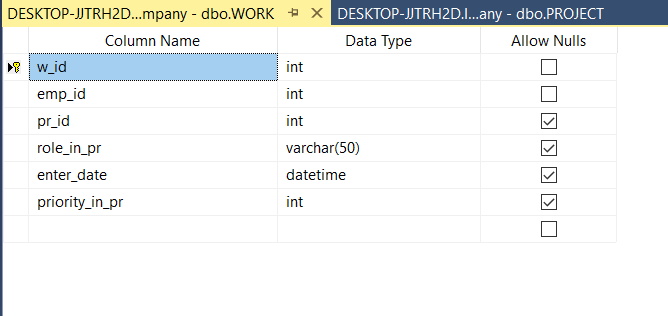 DESKTOP-JJTRH2D...mpany - dbo.WORK DESKTOP-JJTRH2D.I...any - dbo.PROJECT
Column Name Data Type Allow Nulls
w_id int
emp_id int
pr_id int
role_in_pr varchar(50)
enter_date datetime
priority_in_pr int